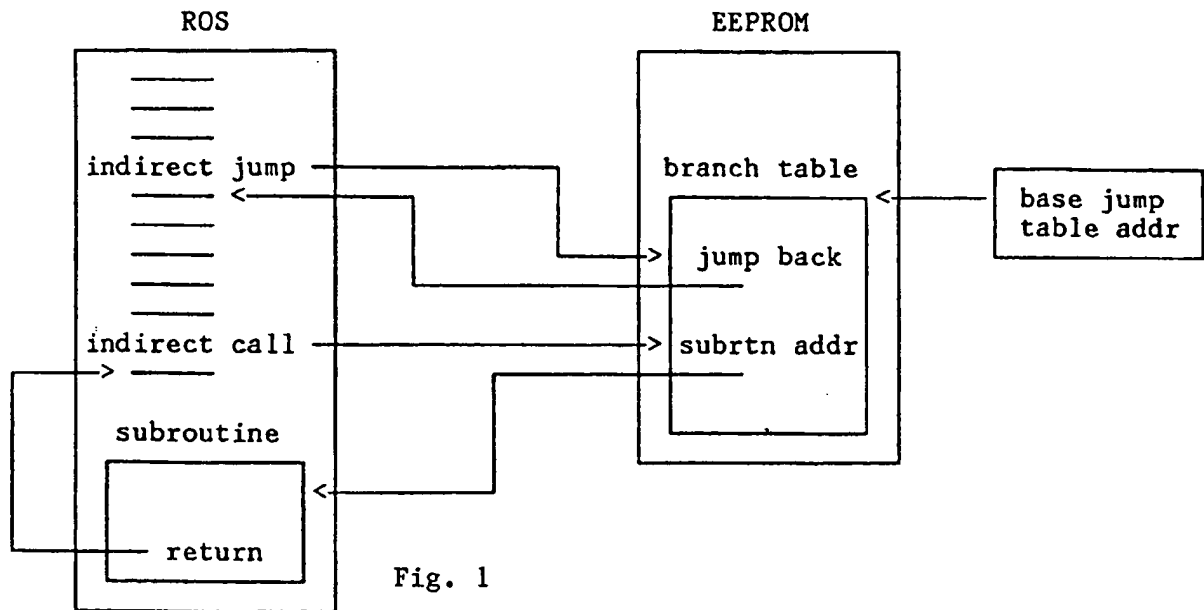 ROS
EEPROM
indirect jump
branch table
base jump
table addr
jump back
indirect call
subrtn addr
subroutine
return
Fig. 1